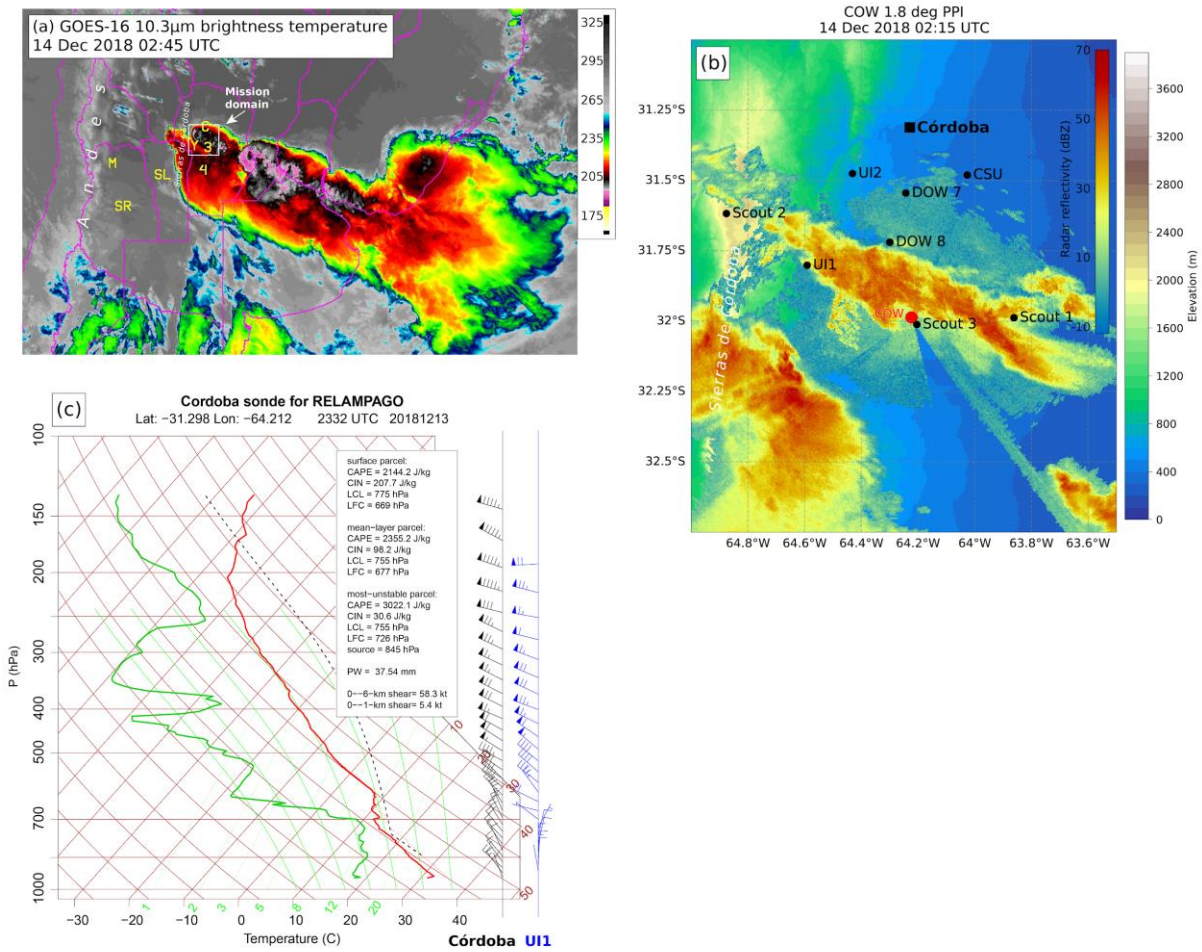 (a) GOES-16 10.3µm brightness temperature
14 Dec 2018 02:45 UTC
Mission
domain
Andes
Sierras de Córdoba
C
Y
3
4
M
SL
SR
325
295
265
235
205
175
COW 1.8 deg PPI
14 Dec 2018 02:15 UTC
(b)
Córdoba
UI2
CSU
DOW 7
Scout 2
DOW 8
UI1
COW
Scout 3
Scout 1
Sierras de Córdoba
31.25°S
31.5°S
31.75°S
32°S
32.25°S
32.5°S
64.8°W 64.6°W 64.4°W 64.2°W 64°W 63.8°W 63.6°W
70
50
30
10
-10
Radar reflectivity (dBZ)
3600
3200
2800
2400
2000
1600
1200
800
400
0
Elevation (m)
(c)
Cordoba sonde for RELAMPAGO
Lat: −31.298 Lon: −64.212 2332 UTC 20181213
surface parcel:
CAPE = 2144.2 J/kg
CIN = 207.7 J/kg
LCL = 775 hPa
LFC = 669 hPa
mean−layer parcel:
CAPE = 2355.2 J/kg
CIN = 98.2 J/kg
LCL = 755 hPa
LFC = 677 hPa
most−unstable parcel:
CAPE = 3022.1 J/kg
CIN = 30.6 J/kg
LCL = 755 hPa
LFC = 726 hPa
source = 845 hPa
PW = 37.54 mm
0−−6−km shear= 58.3 kt
0−−1−km shear= 5.4 kt
P (hPa)
100
150
200
300
400
500
700
1000
10
20
30
40
50
1 2 3 5 8 12 20
−30 −20 −10 0 10 20 30 40
Temperature (C)
Córdoba UI1